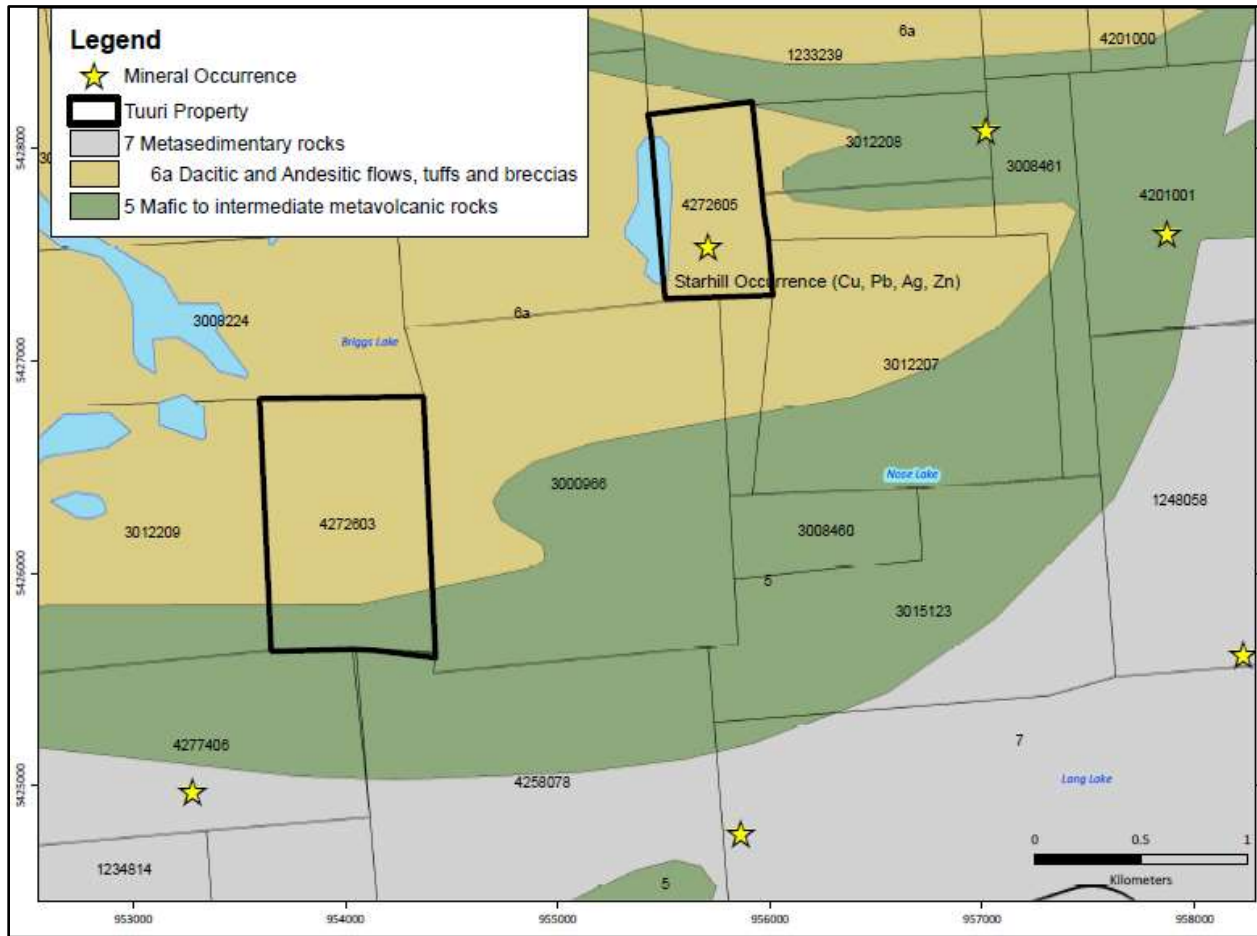 Legend
Mineral Occurrence
Tuuri Property
7 Metasedimentary rocks
6a Dacitic and Andesitic flows, tuffs and breccias
5 Mafic to intermediate metavolcanic rocks
6a
4201000
1233239
5428000
3012208
3008461
4201001
4272605
Starhill Occurrence (Cu, Pb, Ag, Zn)
6a
3008224
Briggs Lake
5427000
3012207
Nose Lake
3000966
1248058
4272603
3012209
3008460
5426000
5
3015123
4277406
7
Lang Lake
4258078
5425000
0 0.5 1
Kilometers
1234814
5
953000 954000 955000 956000 957000 958000